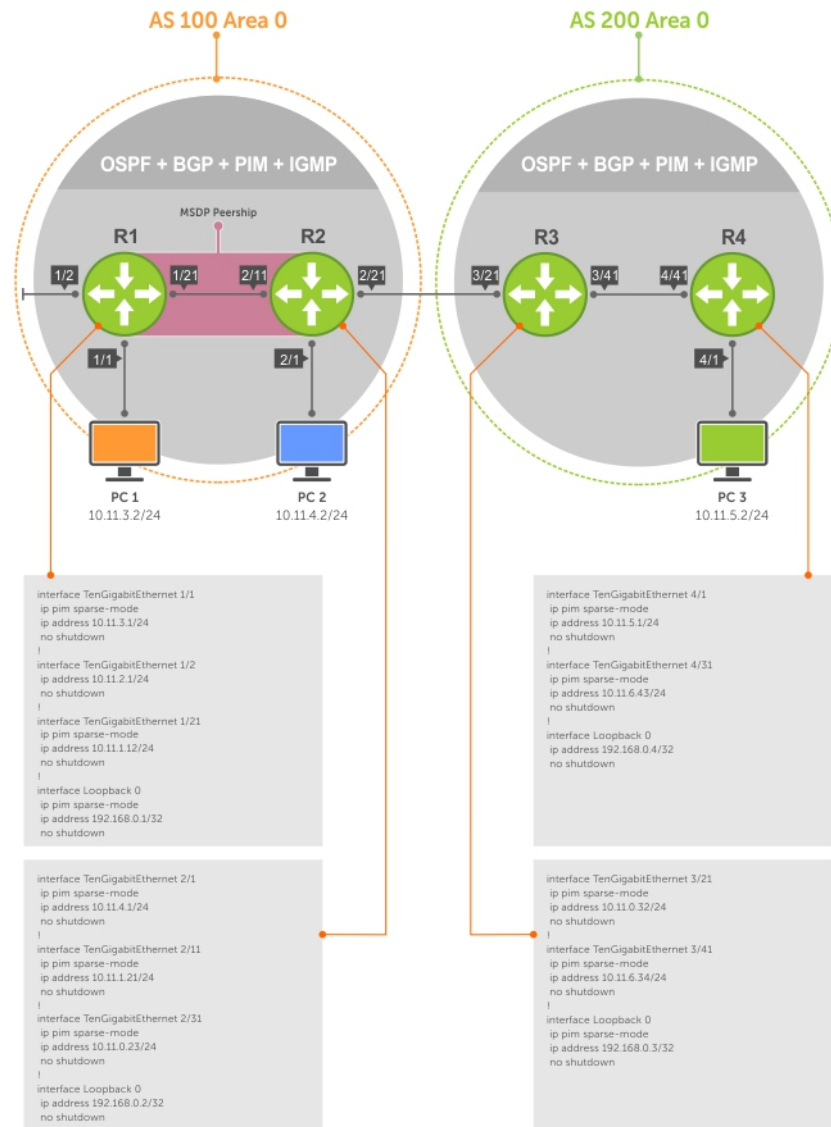 AS 100 Area 0
AS 200 Area 0
OSPF + BGP + PIM + IGMP
OSPF + BGP + PIM + IGMP
MSDP Peership
R1
R2
R3
R4
1/2
1/21
2/11
2/21
3/21
3/41
4/41
1/1
2/1
4/1
PC 1
10.11.3.2/24
PC 2
10.11.4.2/24
PC 3
10.11.5.2/24
interface TenGigabitEthernet 1/1
ip pim sparse-mode
ip address 10.11.3.1/24
no shutdown
!
interface TenGigabitEthernet 1/2
ip address 10.11.2.1/24
no shutdown
!
interface TenGigabitEthernet 1/21
ip pim sparse-mode
ip address 10.11.1.12/24
no shutdown
!
interface Loopback 0
ip pim sparse-mode
ip address 192.168.0.1/32
no shutdown
interface TenGigabitEthernet 4/1
ip pim sparse-mode
ip address 10.11.5.1/24
no shutdown
!
interface TenGigabitEthernet 4/31
ip pim sparse-mode
ip address 10.11.6.43/24
no shutdown
!
interface Loopback 0
ip address 192.168.0.4/32
no shutdown
interface TenGigabitEthernet 2/1
ip pim sparse-mode
ip address 10.11.4.1/24
no shutdown
!
interface TenGigabitEthernet 2/11
ip pim sparse-mode
ip address 10.11.1.21/24
no shutdown
!
interface TenGigabitEthernet 2/31
ip pim sparse-mode
ip address 10.11.0.23/24
no shutdown
!
interface Loopback 0
ip address 192.168.0.2/32
no shutdown
interface TenGigabitEthernet 3/21
ip pim sparse-mode
ip address 10.11.0.32/24
no shutdown
!
interface TenGigabitEthernet 3/41
ip pim sparse-mode
ip address 10.11.6.34/24
no shutdown
!
interface Loopback 0
ip pim sparse-mode
ip address 192.168.0.3/32
no shutdown